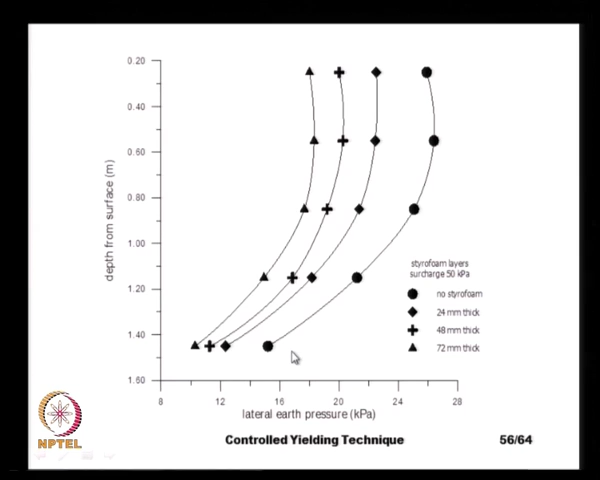 0.20
0.40
0.60
0.80
1.00
1.20
1.40
1.60
depth from surface (m)
8
12
16
20
24
28
lateral earth pressure (kPa)
styrofoam layers
surcharge 50 kPa
no styrofoam
24 mm thick
48 mm thick
72 mm thick
NPTEL
Controlled Yielding Technique
56/64